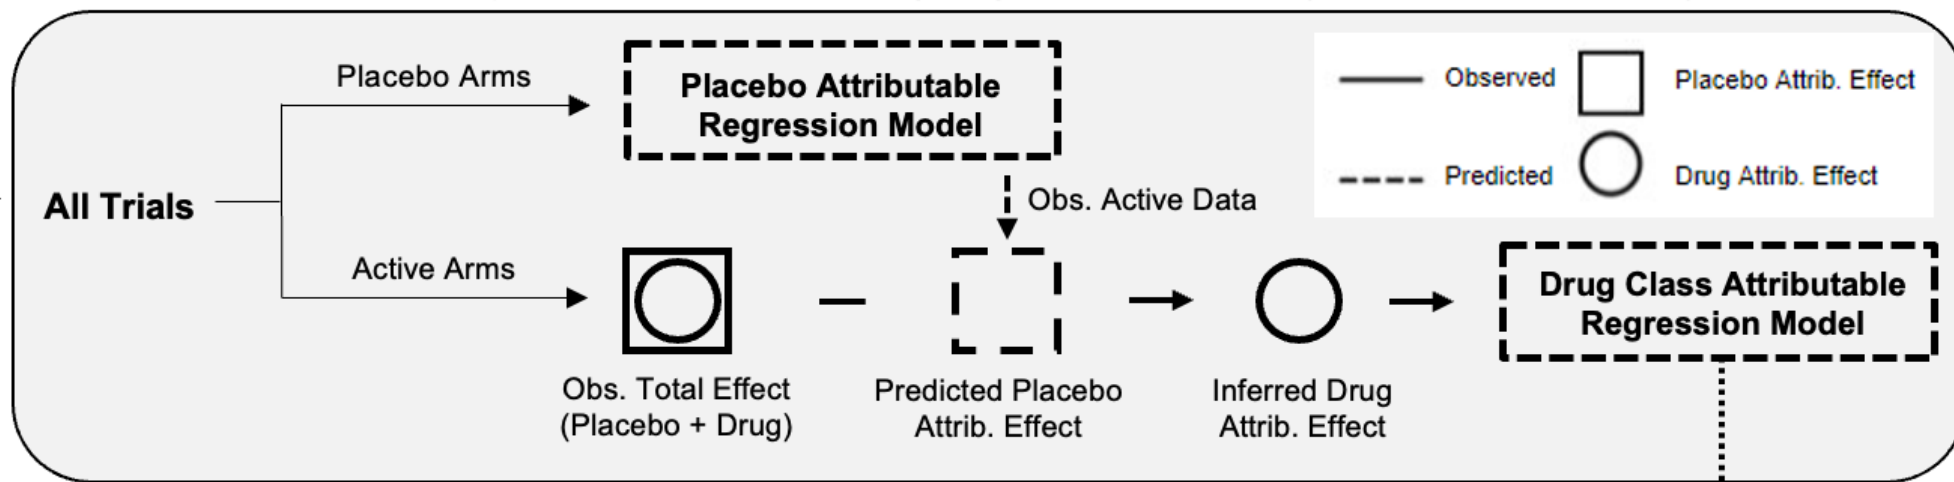 Placebo Arms
Placebo Attributable
Regression Model
Observed
Placebo Attrib. Effect
Predicted
Drug Attrib. Effect
All Trials
Obs. Active Data
Active Arms
Drug Class Attributable
Regression Model
Obs. Total Effect
(Placebo + Drug)
Predicted Placebo
Attrib. Effect
Inferred Drug
Attrib. Effect